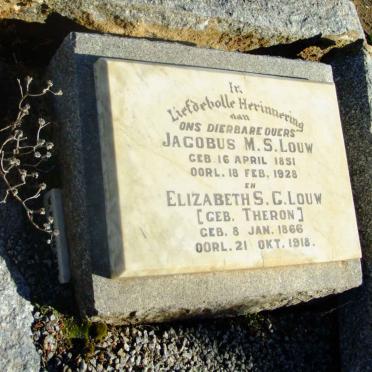 In
Liefdevolle Herinnering
aan
ONS DIERBARE OUERS
JACOBUS M.S. LOUW
GEB. 16 APRIL 1851
OORL. 18 FEB. 1928
EN
ELIZABETH S.C. LOUW
[GEB. THERON]
GEB. 8 JAN. 1866
OORL. 21 OKT. 1918.